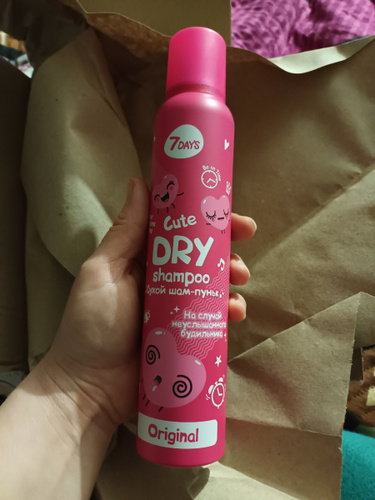 7DAYS
Cute
DRY
shampoo
Сухой шам-пунь
На случай
неуслышанного
будильника
Original